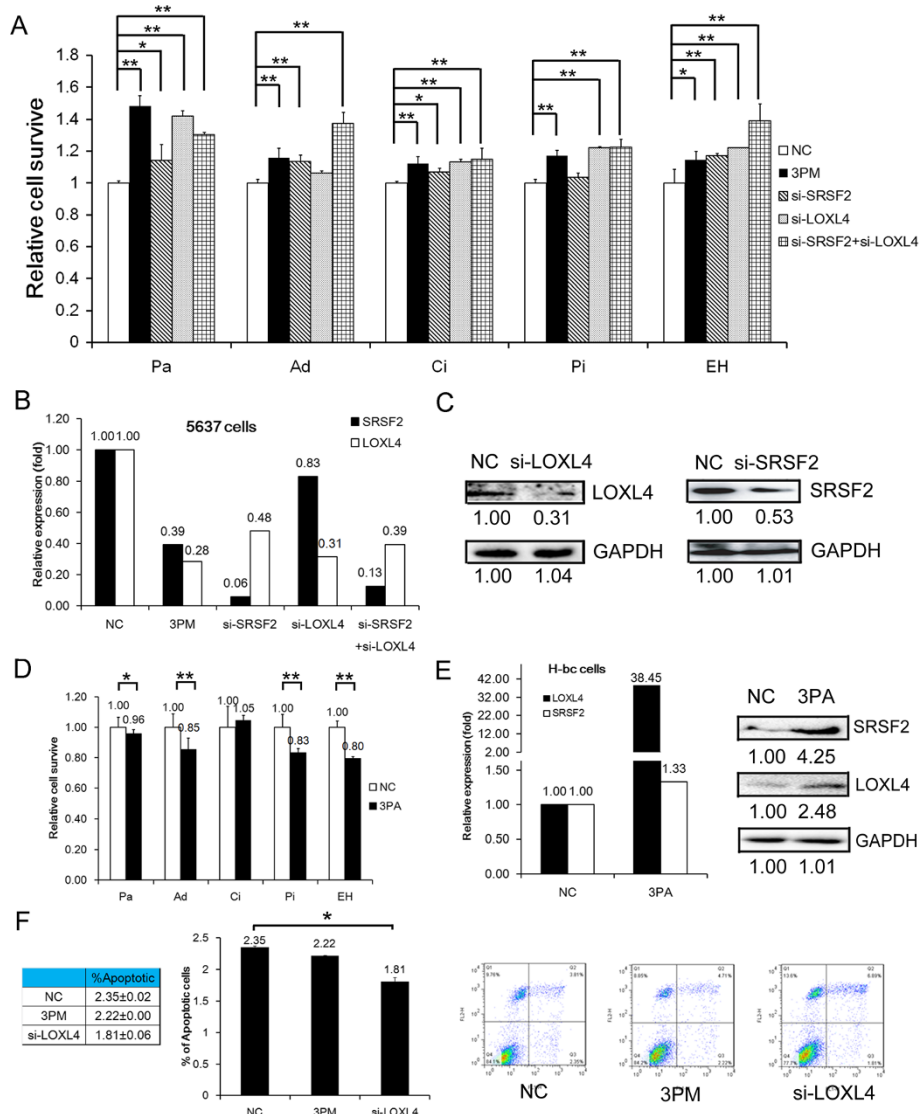 A
** ** * **
** ** **
** ** * **
** ** **
** ** ** *
Relative cell survive
1.8
1.6
1.4
1.2
1
0.8
0.6
0.4
0.2
0
NC
3PM
si-SRSF2
si-LOXL4
si-SRSF2+si-LOXL4
Pa Ad Ci Pi EH
B
5637 cells
SRSF2
LOXL4
Relative expression (fold)
1.20
1.00
0.80
0.60
0.40
0.20
0.00
1.00 1.00
0.39 0.28
0.06 0.48
0.83 0.31
0.13 0.39
NC 3PM si-SRSF2 si-LOXL4 si-SRSF2
+si-LOXL4
C
NC si-LOXL4
LOXL4
1.00 0.31
GAPDH
1.00 1.04
NC si-SRSF2
SRSF2
1.00 0.53
GAPDH
1.00 1.01
D
* ** ** **
Relative cell survive
1.20
1.00
0.80
0.60
0.40
0.20
0.00
1.00 0.96
1.00 0.85
1.00 1.05
1.00 0.83
1.00 0.80
NC
3PA
Pa Ad Ci Pi EH
E
H-bc cells
LOXL4
SRSF2
Relative expression (fold)
42.00
32.00
22.00
12.00
2.00
1.50
1.00
0.50
0.00
1.00 1.00
38.45
1.33
NC 3PA
NC 3PA
SRSF2
1.00 4.25
LOXL4
1.00 2.48
GAPDH
1.00 1.01
F
%Apoptotic
NC 2.35±0.02
3PM 2.22±0.00
si-LOXL4 1.81±0.06
*
% of Apoptotic cells
2.5
2
1.5
1
0.5
0
2.35
2.22
1.81
NC 3PM si-LOXL4
FL2-H
NC
FL2-H
3PM
FL2-H
si-LOXL4